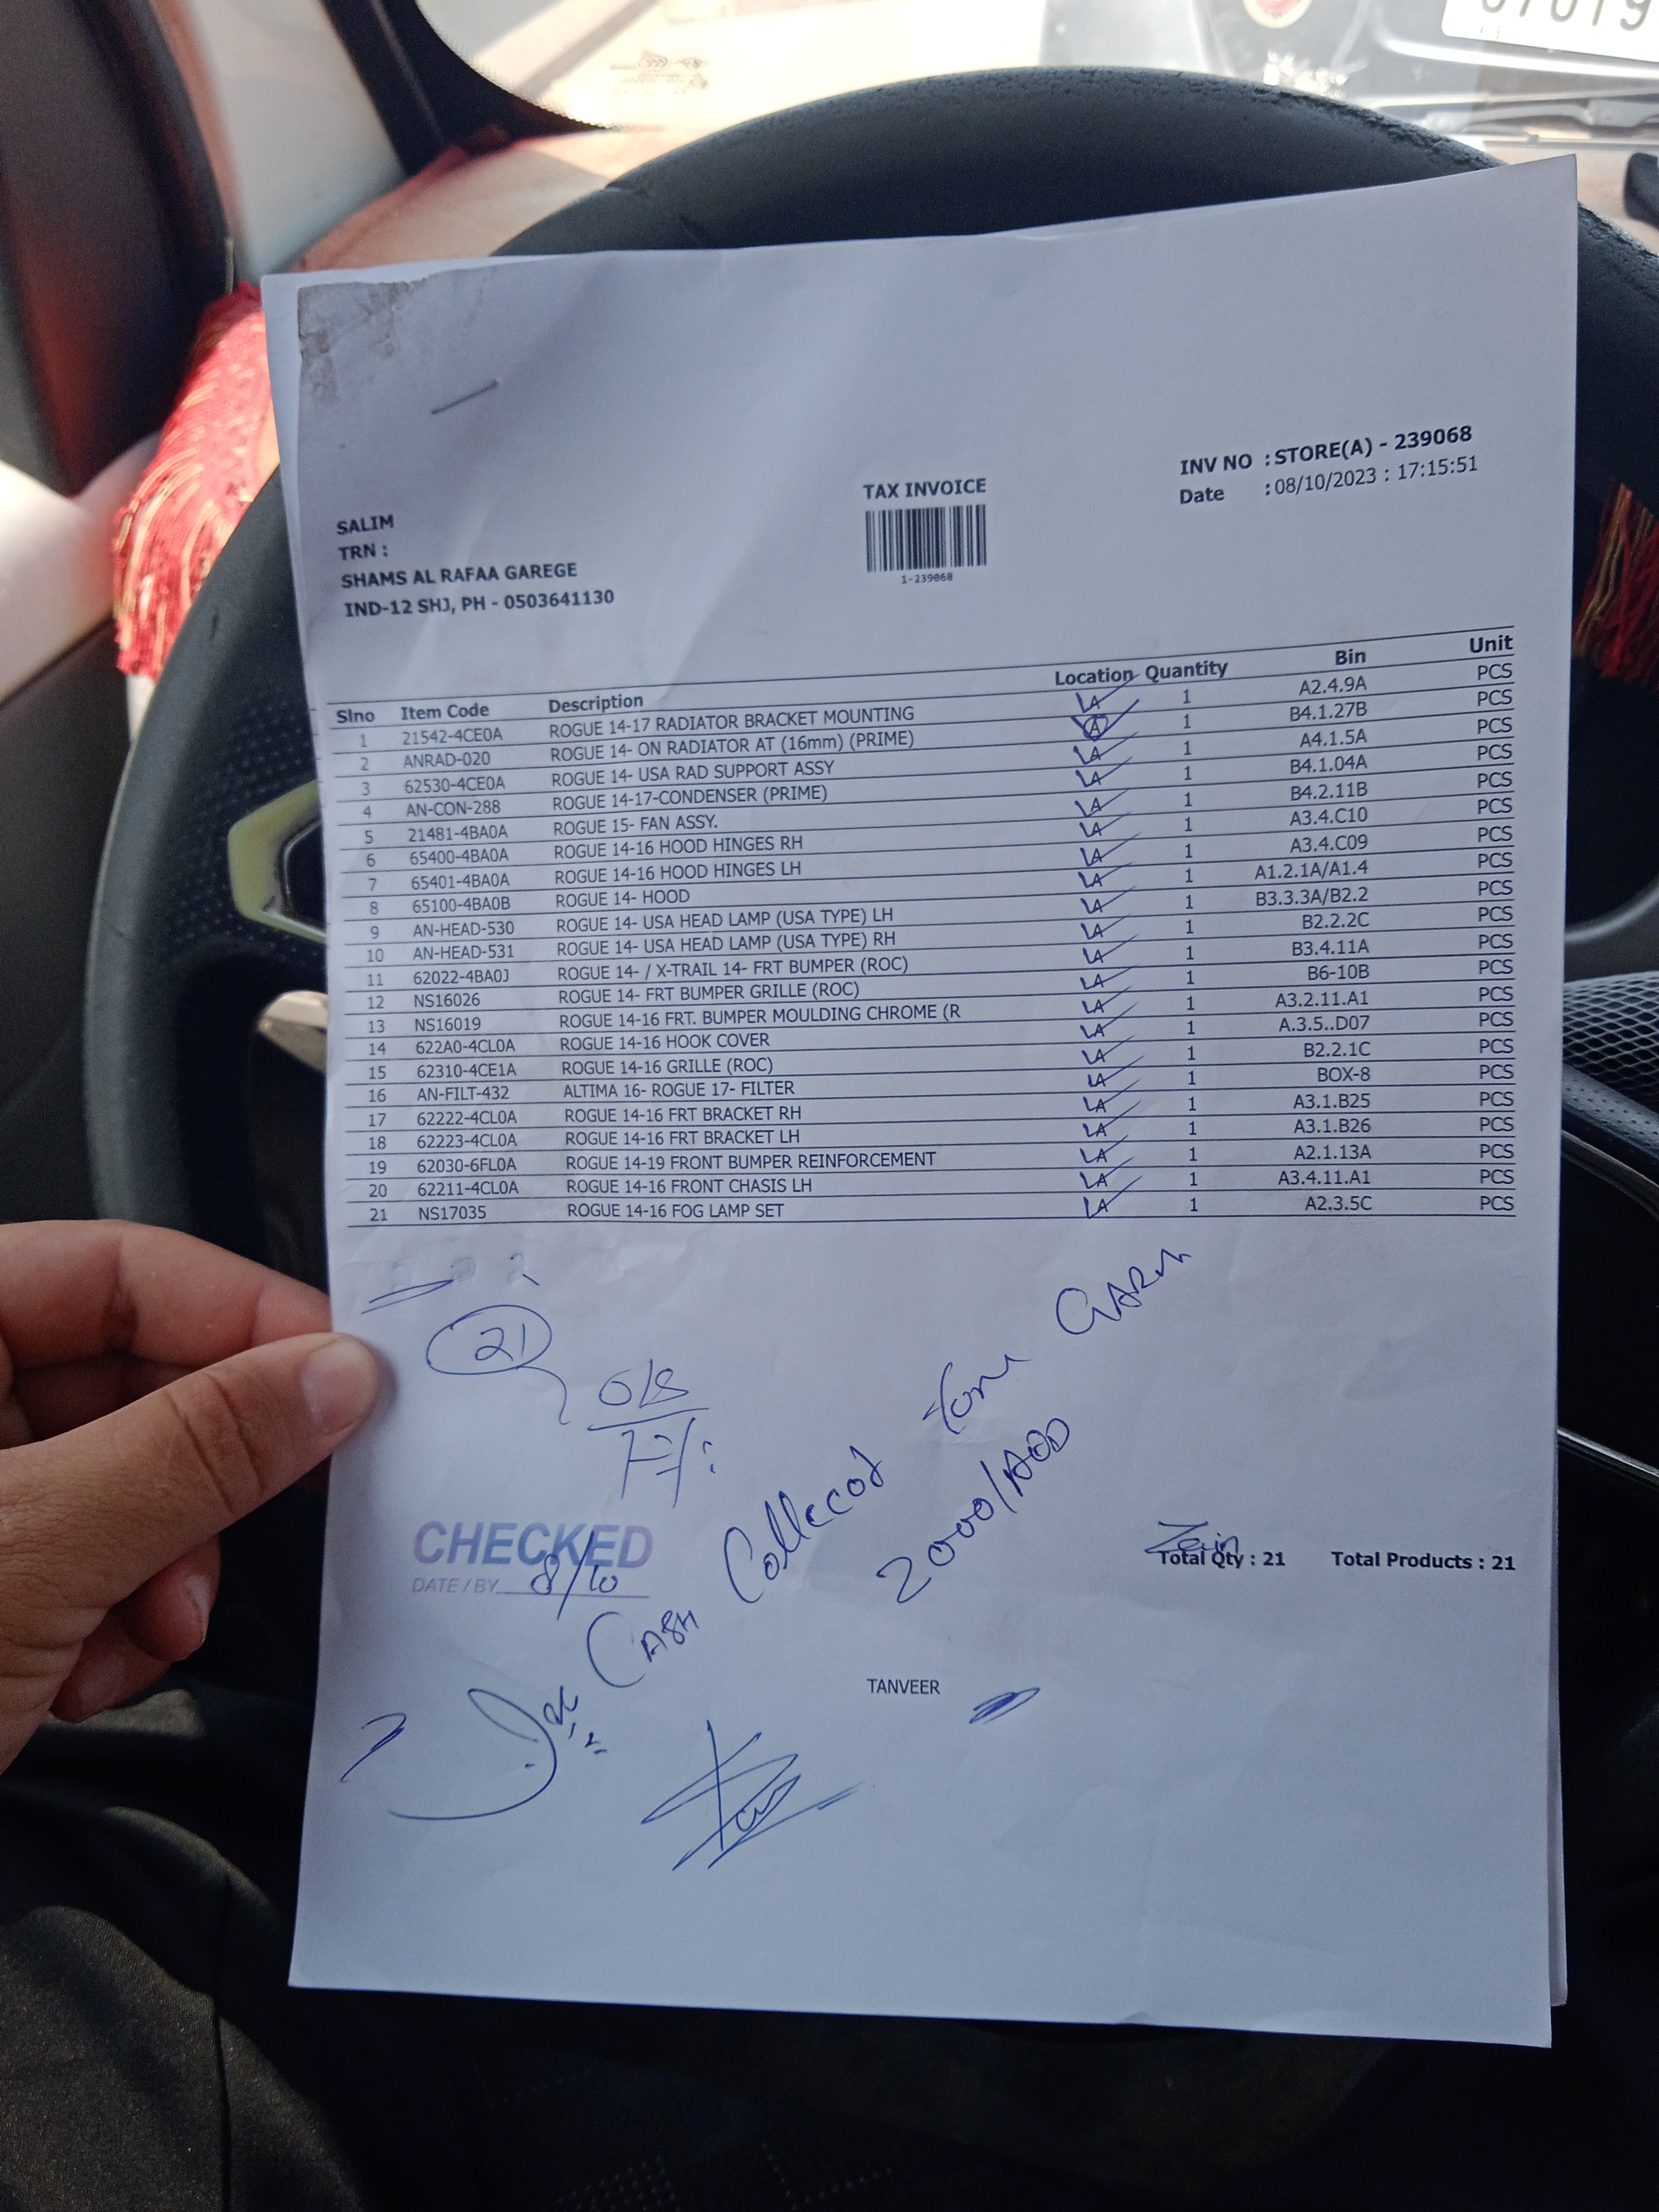 TAX INVOICE
1-239068
INV NO : STORE(A) - 239068
Date : 08/10/2023 : 17:15:51
SALIM
TRN :
SHAMS AL RAFAA GAREGE
IND-12 SHJ, PH - 0503641130
Slno Item Code Description Location Quantity Bin Unit
1 21542-4CE0A ROGUE 14-17 RADIATOR BRACKET MOUNTING A 1 A2.4.9A PCS
2 ANRAD-020 ROGUE 14- ON RADIATOR AT (16mm) (PRIME) A 1 B4.1.27B PCS
3 62530-4CE0A ROGUE 14- USA RAD SUPPORT ASSY A 1 A4.1.5A PCS
4 AN-CON-288 ROGUE 14-17-CONDENSER (PRIME) A 1 B4.1.04A PCS
5 21481-4BA0A ROGUE 15- FAN ASSY. A 1 B4.2.11B PCS
6 65400-4BA0A ROGUE 14-16 HOOD HINGES RH A 1 A3.4.C10 PCS
7 65401-4BA0A ROGUE 14-16 HOOD HINGES LH A 1 A3.4.C09 PCS
8 65100-4BA0B ROGUE 14- HOOD A 1 A1.2.1A/A1.4 PCS
9 AN-HEAD-530 ROGUE 14- USA HEAD LAMP (USA TYPE) LH A 1 B3.3.3A/B2.2 PCS
10 AN-HEAD-531 ROGUE 14- USA HEAD LAMP (USA TYPE) RH A 1 B2.2.2C PCS
11 62022-4BA0J ROGUE 14- / X-TRAIL 14- FRT BUMPER (ROC) A 1 B3.4.11A PCS
12 NS16026 ROGUE 14- FRT BUMPER GRILLE (ROC) A 1 B6-10B PCS
13 NS16019 ROGUE 14-16 FRT. BUMPER MOULDING CHROME (R A 1 A3.2.11.A1 PCS
14 622A0-4CL0A ROGUE 14-16 HOOK COVER A 1 A.3.5..D07 PCS
15 62310-4CE1A ROGUE 14-16 GRILLE (ROC) A 1 B2.2.1C PCS
16 AN-FILT-432 ALTIMA 16- ROGUE 17- FILTER A 1 BOX-8 PCS
17 62222-4CL0A ROGUE 14-16 FRT BRACKET RH A 1 A3.1.B25 PCS
18 62223-4CL0A ROGUE 14-16 FRT BRACKET LH A 1 A3.1.B26 PCS
19 62030-6FL0A ROGUE 14-19 FRONT BUMPER REINFORCEMENT A 1 A2.1.13A PCS
20 62211-4CL0A ROGUE 14-16 FRONT CHASIS LH A 1 A3.4.11.A1 PCS
21 NS17035 ROGUE 14-16 FOG LAMP SET A 1 A2.3.5C PCS
21
CASH Collecod
2000/AOD
CHECKED
DATE / BY 8/10
Zain
Total Qty : 21 Total Products : 21
TANVEER